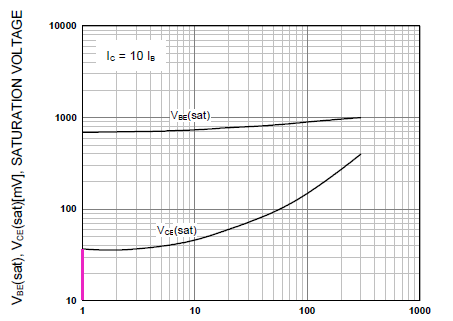 V_BE(sat), V_CE(sat)[mV], SATURATION VOLTAGE
10000
1000
100
10
I_C = 10 I_B
V_BE(sat)
V_CE(sat)
1
10
100
1000